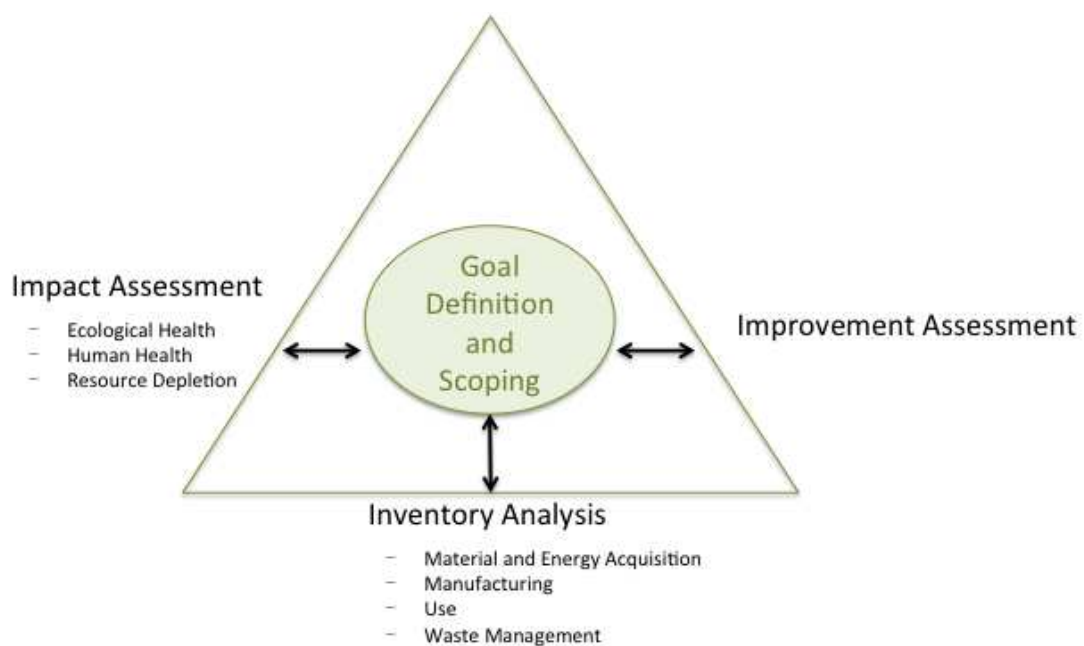 Goal
Definition
and
Scoping
Impact Assessment
– Ecological Health
– Human Health
– Resource Depletion
Improvement Assessment
Inventory Analysis
– Material and Energy Acquisition
– Manufacturing
– Use
– Waste Management